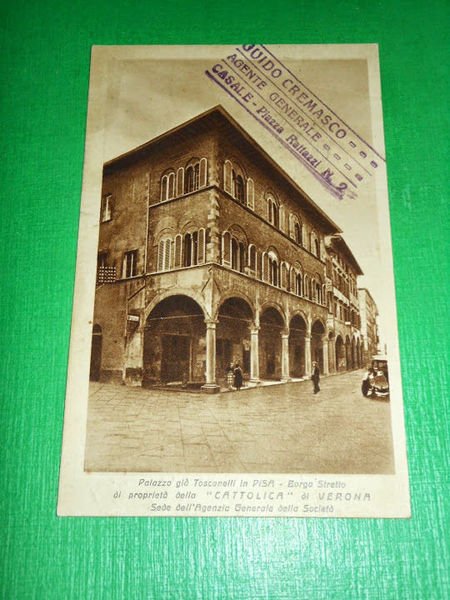 GUIDO CREMASCO
AGENTE GENERALE
CASALE - Piazza Rattazzi N. 2
Palazzo già Toscanelli in PISA - Borgo Stretto
di proprietà della "CATTOLICA" di VERONA
Sede dell'Agenzia Generale della Società